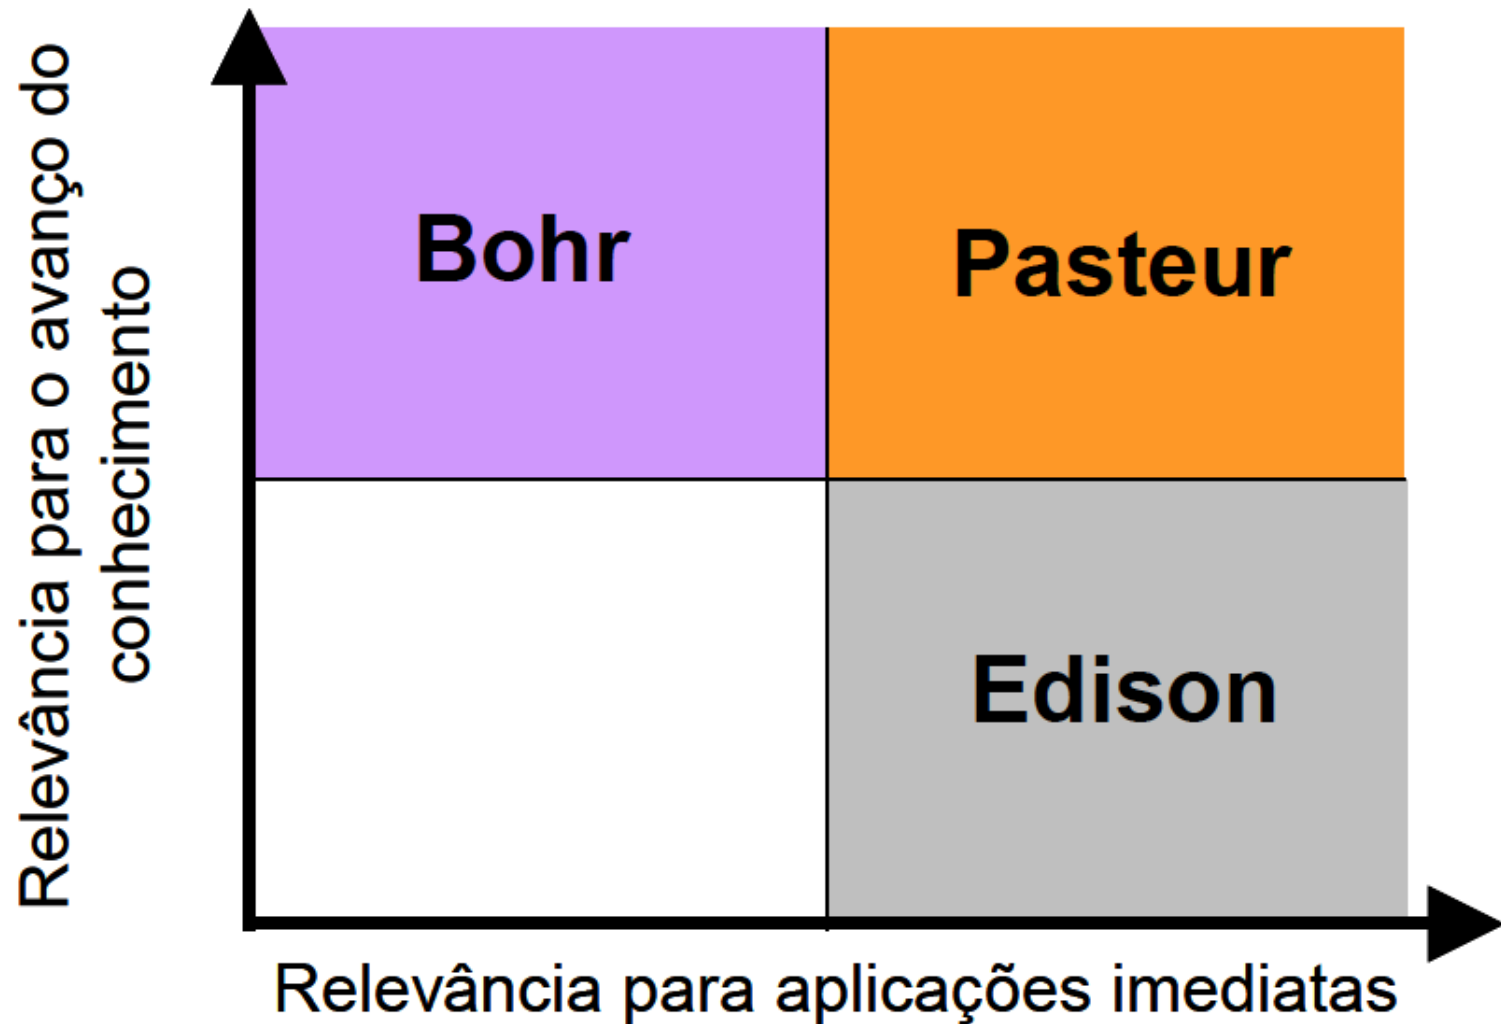 Relevância para o avanço do
conhecimento
Bohr
Pasteur
Edison
Relevância para aplicações imediatas